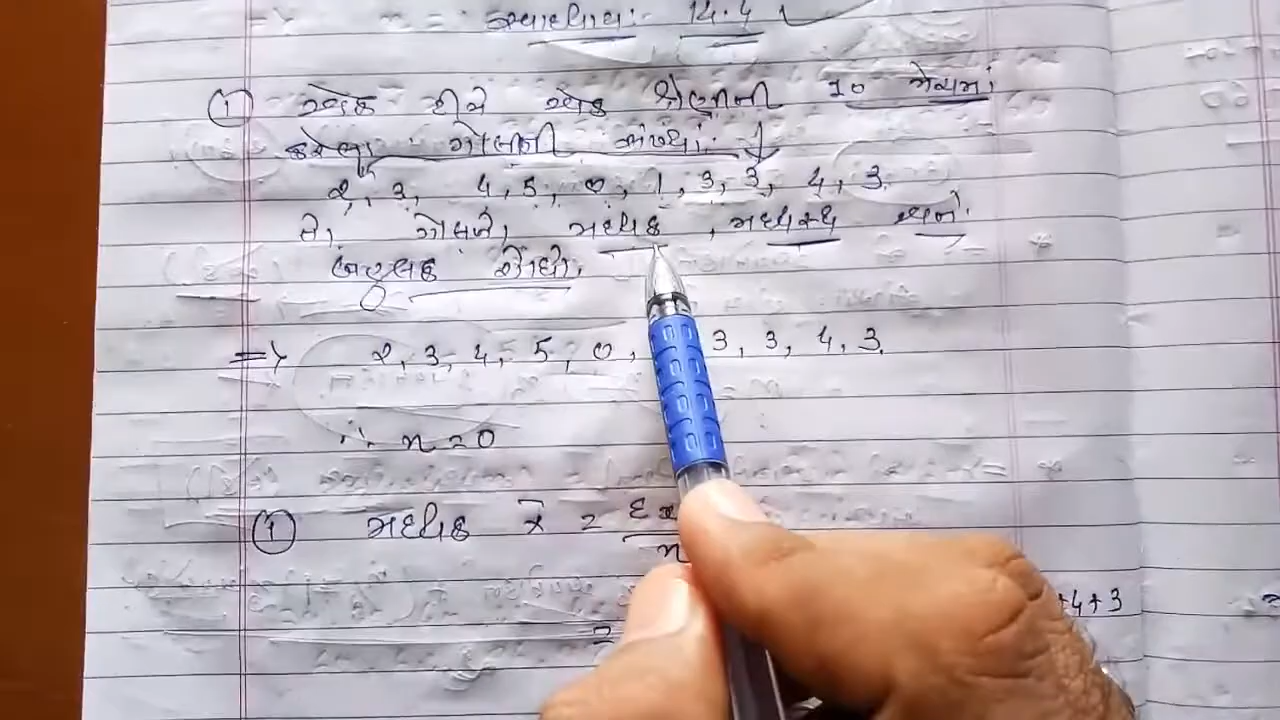 સ્વાધ્યાય:- 14.4
① એક ટીમે એક શ્રેણીની 10 મેચમાં
કરેલા ગોલની સંખ્યા:
2, 3, 4, 5, 0, 1, 3, 3, 4, 3.
તો, ગોલનો, મધ્યક, મધ્યસ્થ અને
બહુલક શોધો.
=> 2, 3, 4, 5, 0, 3, 3, 4, 3.
∴ n = 0
① મધ્યક x̄ = Σx
n
= +4+3